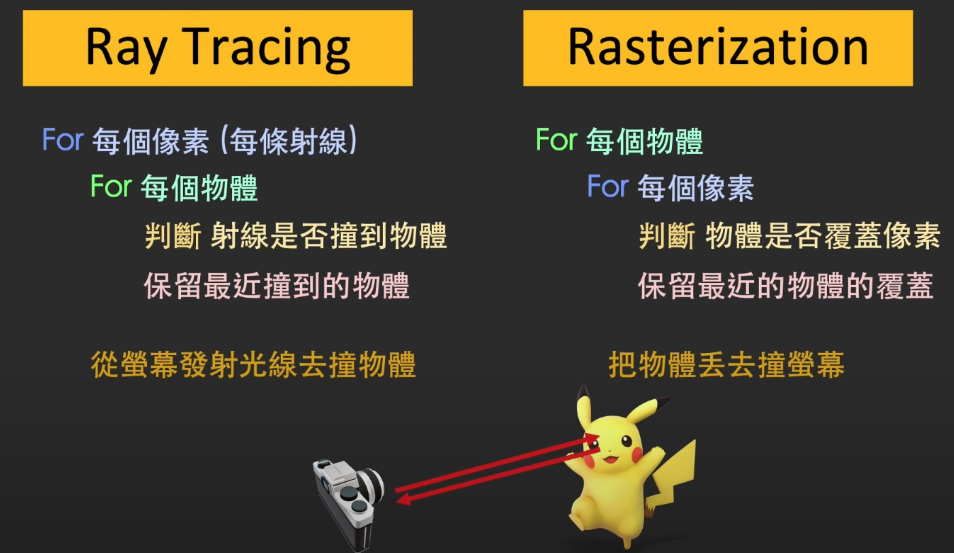 Ray Tracing
For 每個像素 (每條射線)
For 每個物體
判斷 射線是否撞到物體
保留最近撞到的物體
從螢幕發射光線去撞物體
Rasterization
For 每個物體
For 每個像素
判斷 物體是否覆蓋像素
保留最近的物體的覆蓋
把物體丟去撞螢幕